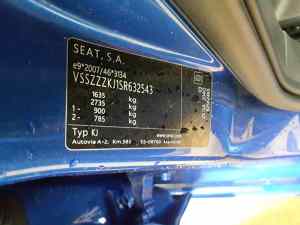 SEAT, S.A.
e9*2007/46*3134
VSSZZZKJ1SR632543
1635 kg
2735 kg
1 - 900 kg
2 - 785 kg
Typ KJ
Autovia A-2, Km.585